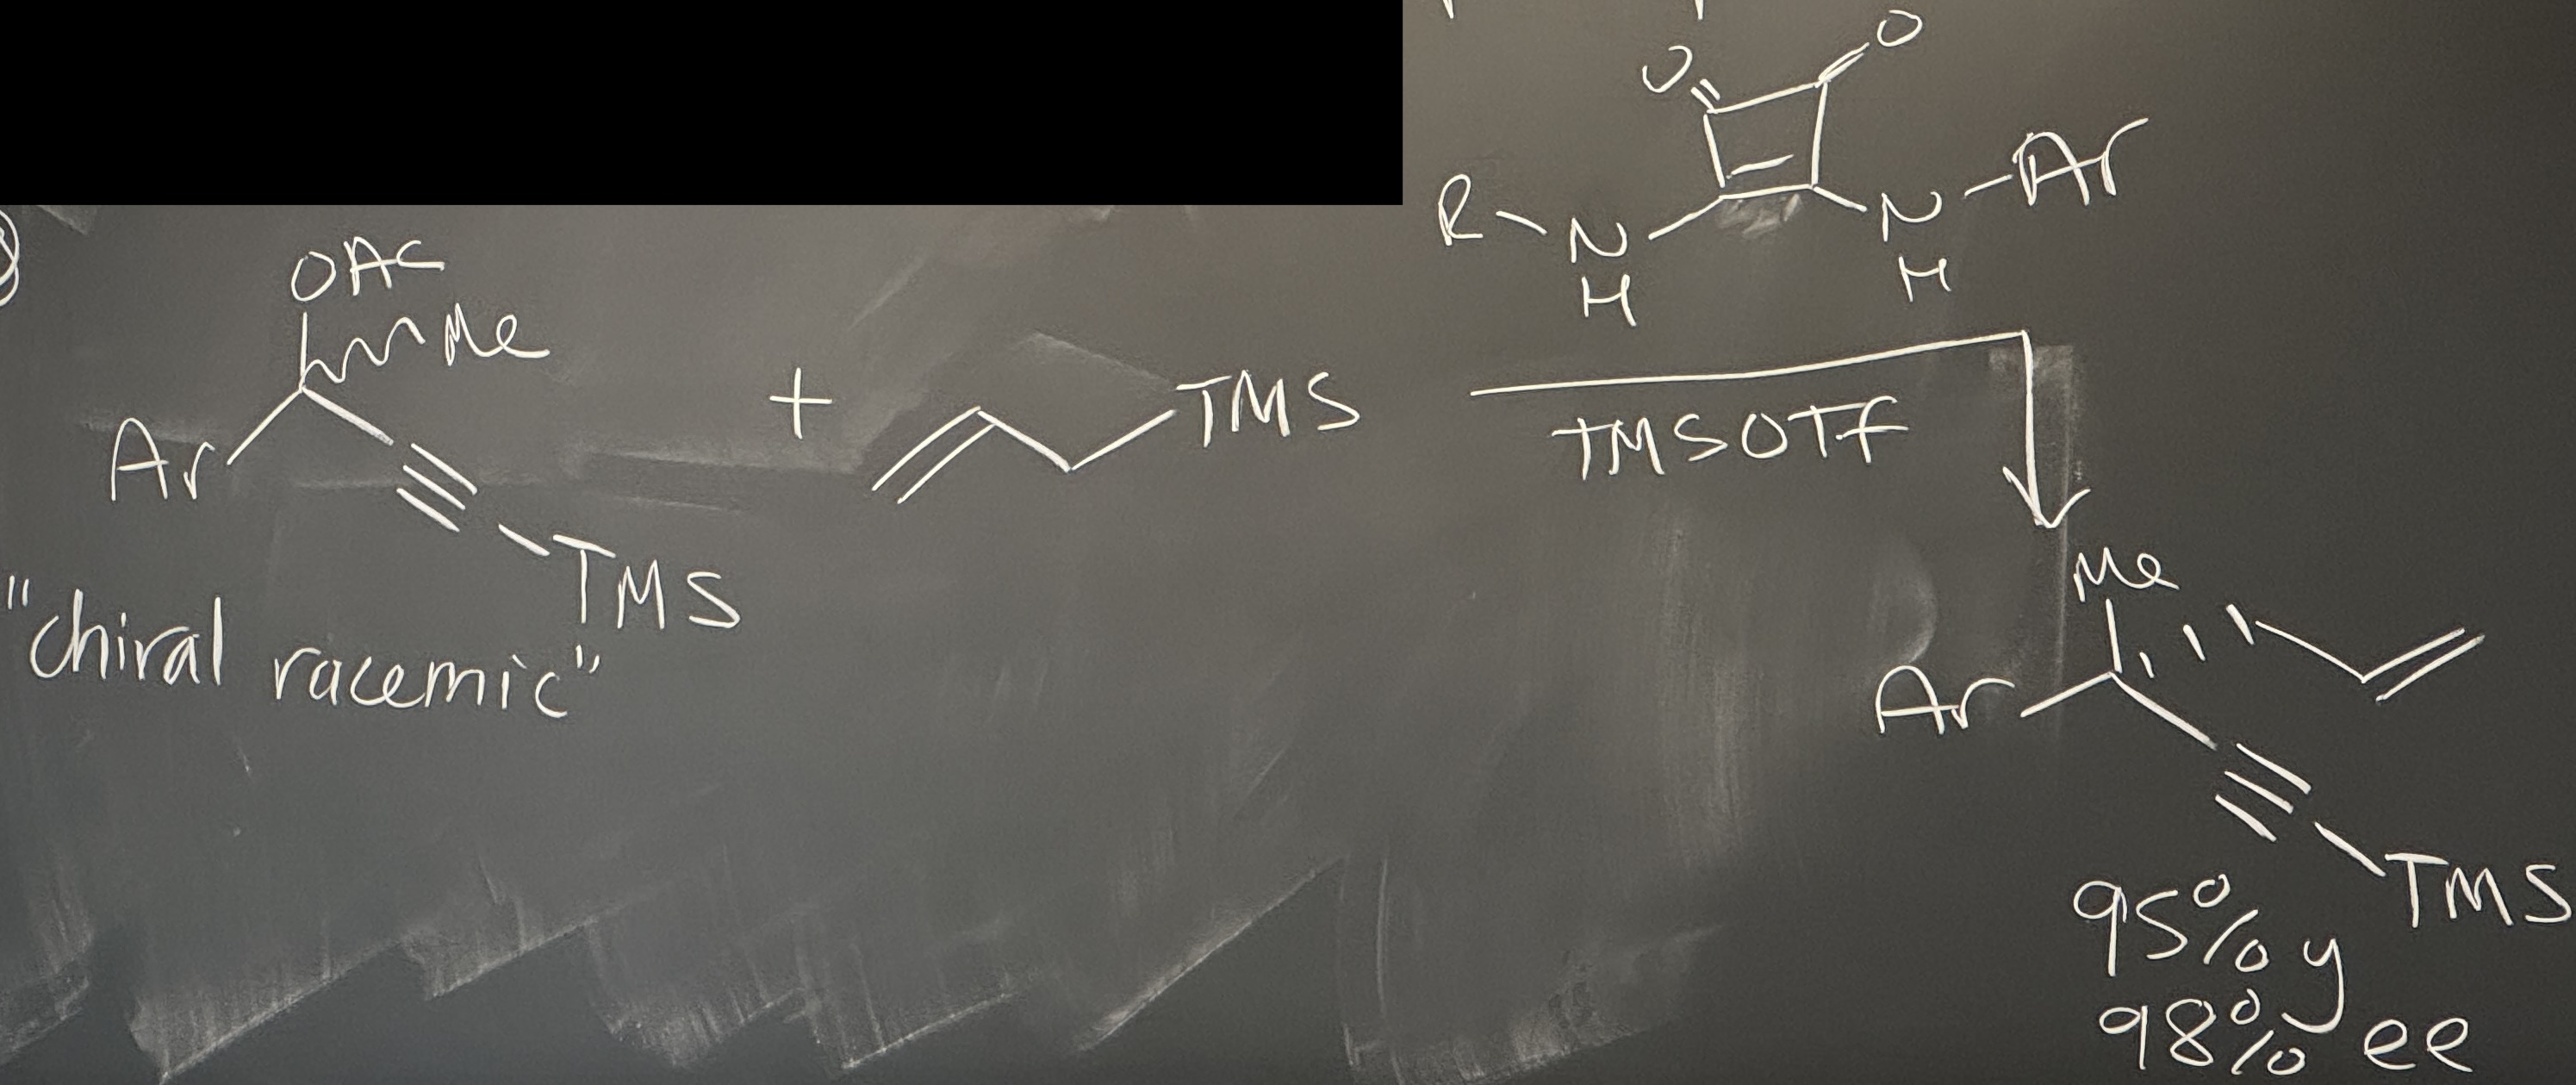 O O
R N H N H Ar
OAc
Me
Ar
TMS
+
TMS
TMSOTf
"chiral racemic"
Me
Ar
TMS
95% y
98% ee